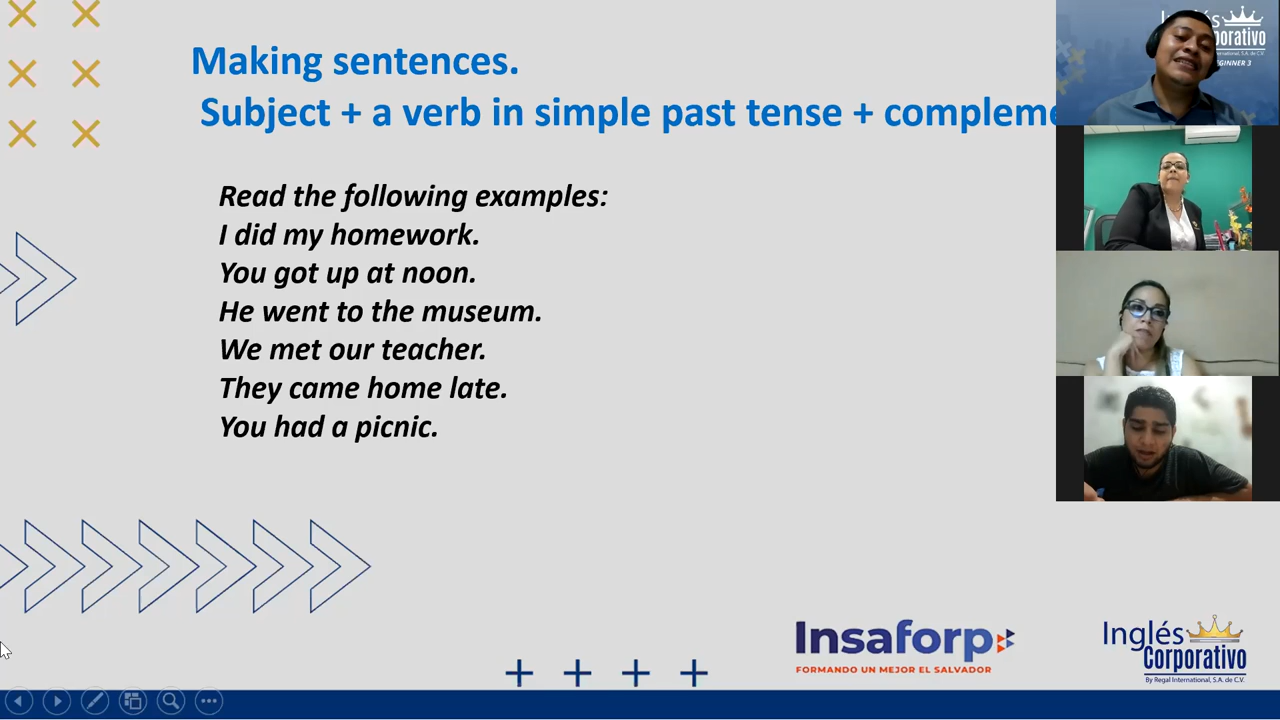 Making sentences.
Subject + a verb in simple past tense + compleme
Read the following examples:
I did my homework.
You got up at noon.
He went to the museum.
We met our teacher.
They came home late.
You had a picnic.
Insaforp
FORMANDO UN MEJOR EL SALVADOR
Inglés
Corporativo
By Regal International, S.A. de C.V.